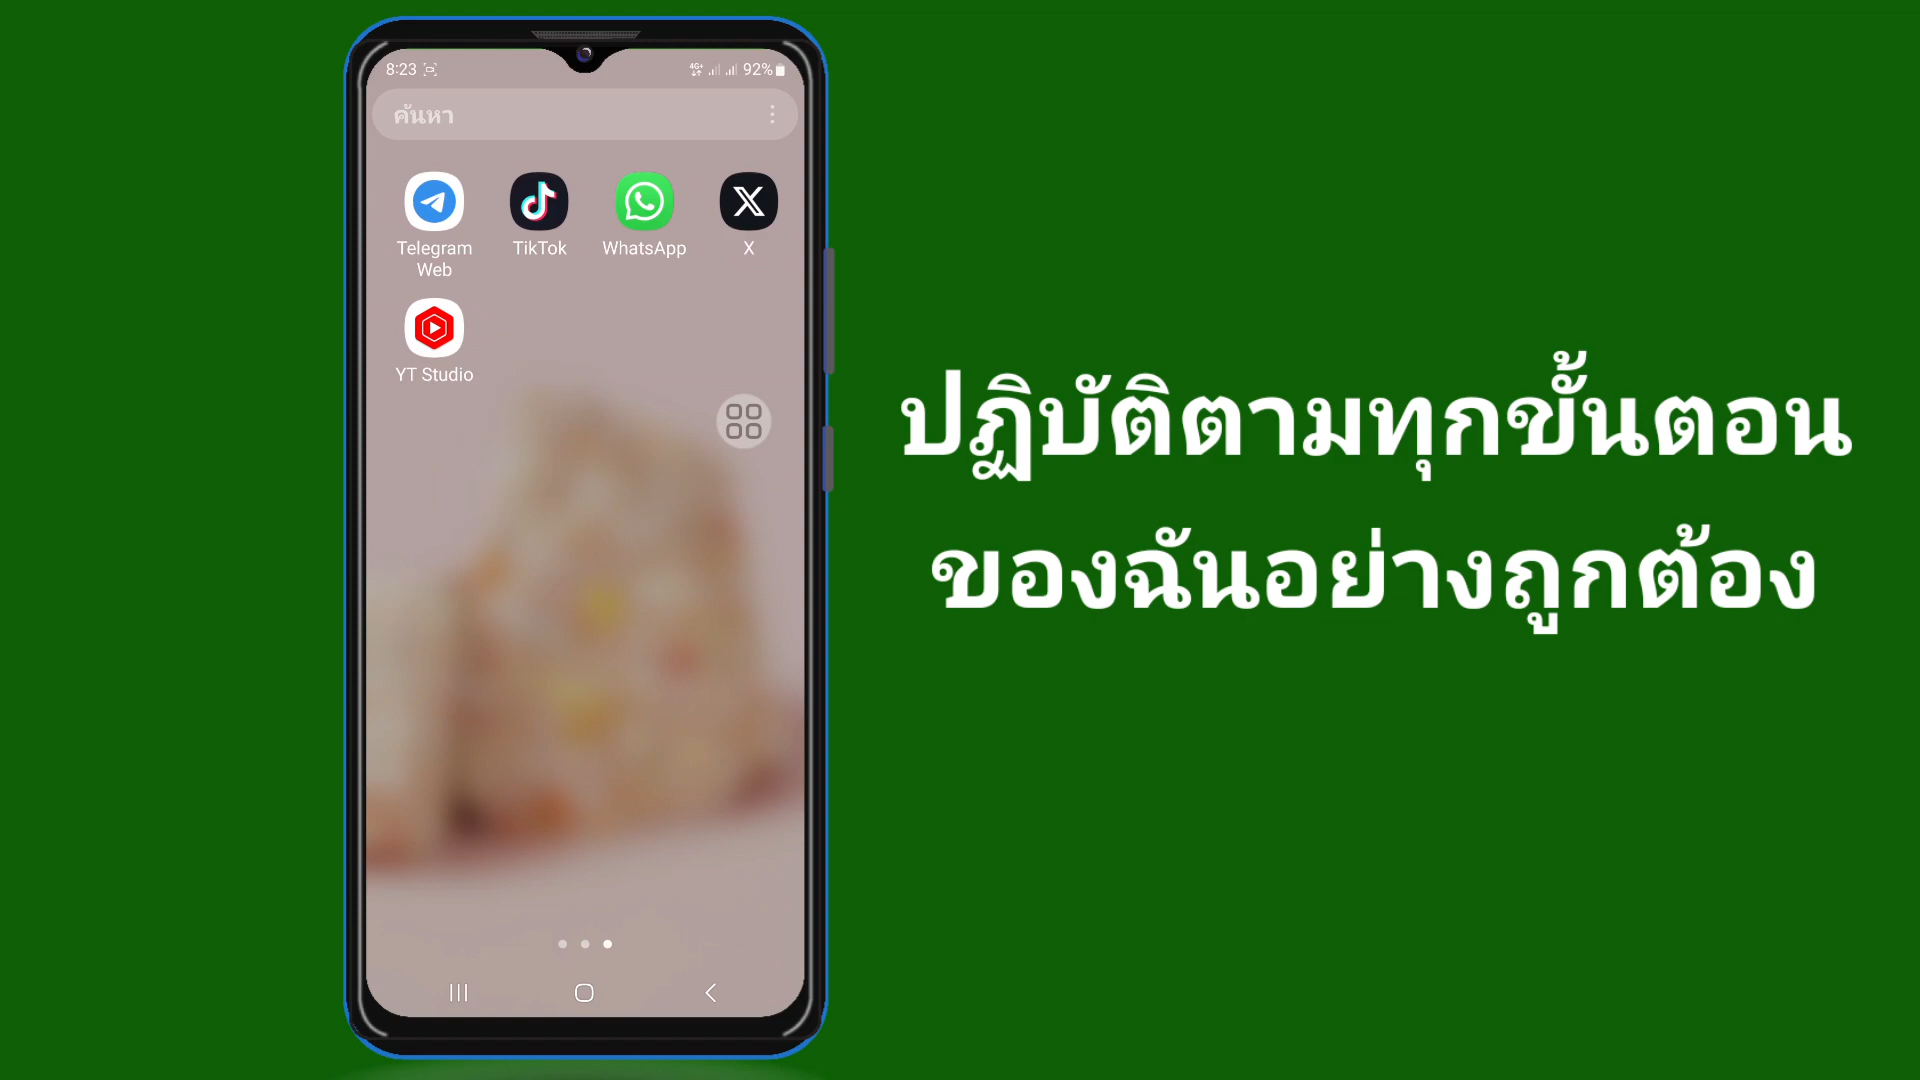 8:23
4G+ 92%
ค้นหา
Telegram Web
TikTok
WhatsApp
X
YT Studio
ปฏิบัติตามทุกขั้นตอน
ของฉันอย่างถูกต้อง